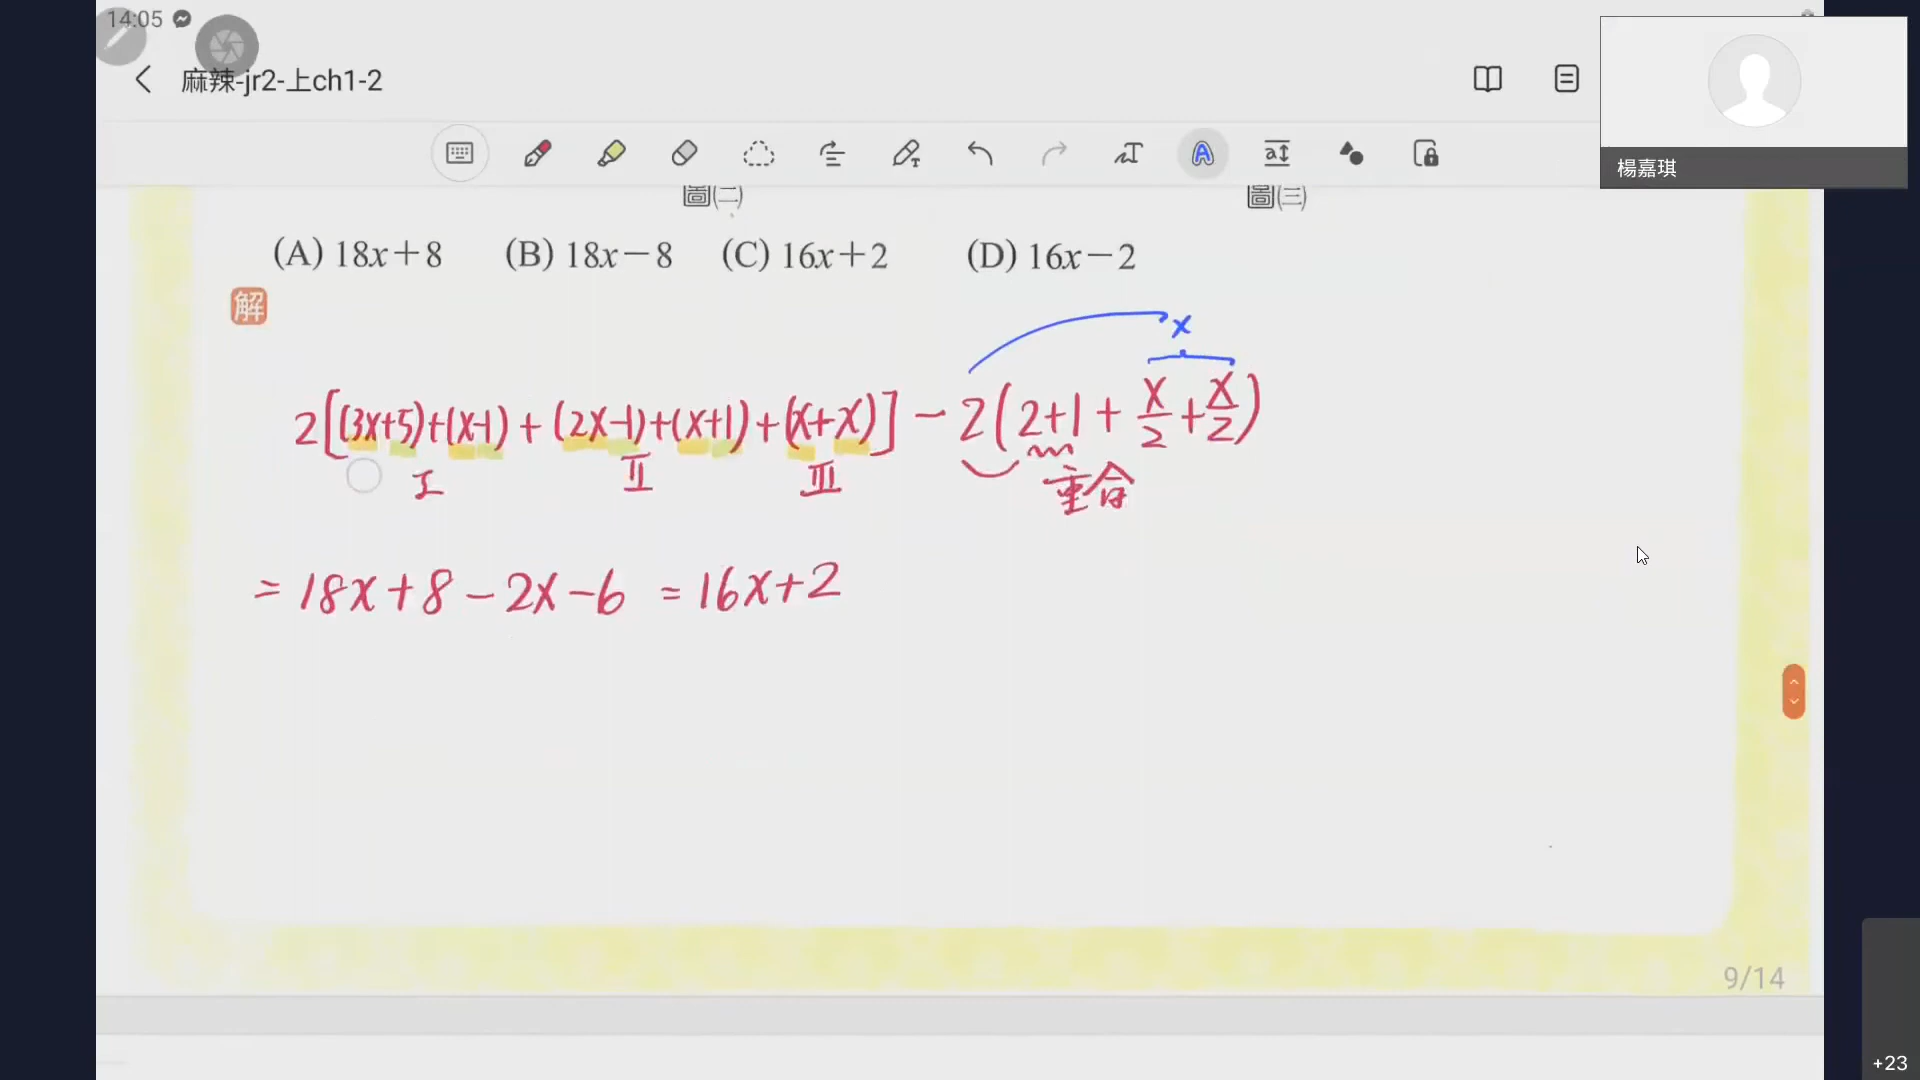 14:05
麻辣-jr2-上ch1-2
楊嘉琪
圖(二) 圖(三)
(A) 18x+8 (B) 18x-8 (C) 16x+2 (D) 16x-2
解
x
2[(3x+5)+(x-1)+(2x-1)+(x+1)+(x+x)]-2(2+1+x/2+x/2)
I II III 重合
=18x+8-2x-6=16x+2
9/14
+23